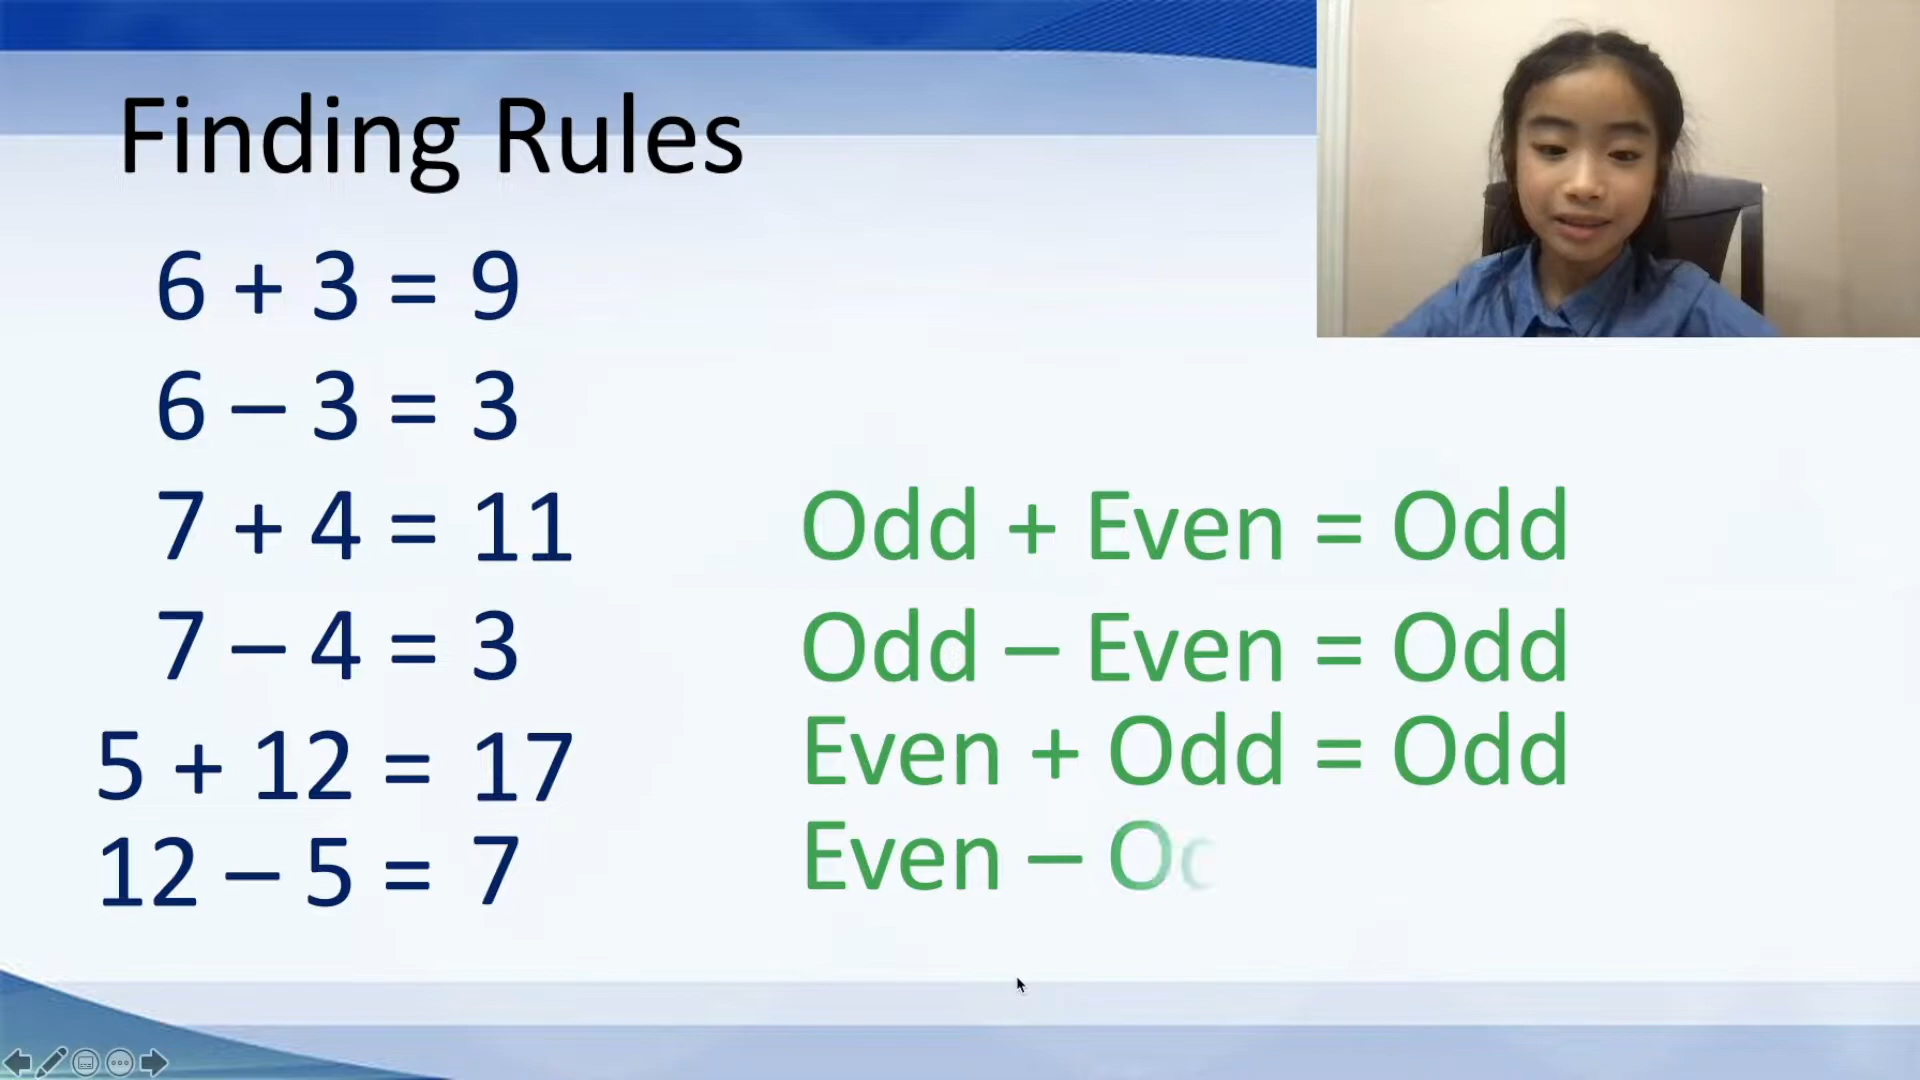 Finding Rules
6 + 3 = 9
6 – 3 = 3
7 + 4 = 11
Odd + Even = Odd
7 – 4 = 3
Odd – Even = Odd
5 + 12 = 17
Even + Odd = Odd
12 – 5 = 7
Even –